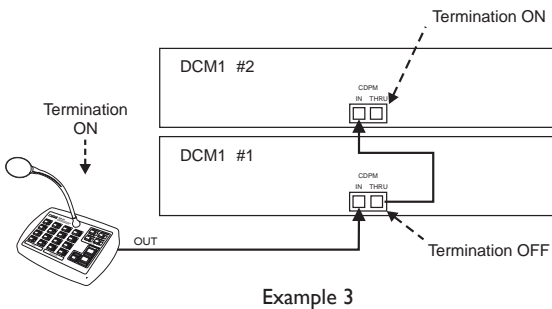 Termination ON
DCM1 #2
CDPM
IN THRU
Termination
ON
DCM1 #1
CDPM
IN THRU
OUT
Termination OFF
Example 3